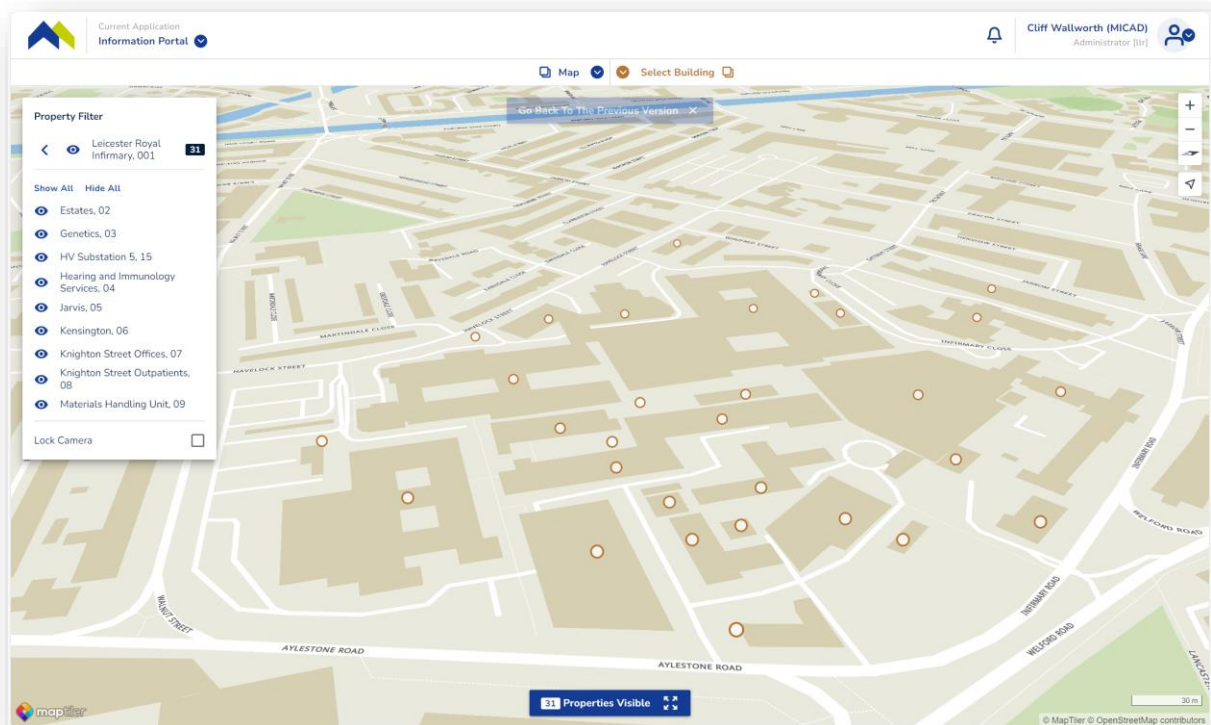 Current Application
Information Portal
Cliff Wallworth (MICAD)
Administrator [llr]
Map
Select Building
Go Back To The Previous Version ×
Property Filter
Leicester Royal
Infirmary, 001
31
Show All Hide All
Estates, 02
Genetics, 03
HV Substation 5, 15
Hearing and Immunology
Services, 04
Jarvis, 05
Kensington, 06
Knighton Street Offices, 07
Knighton Street Outpatients,
08
Materials Handling Unit, 09
Lock Camera
HAVELOCK STREET
MARTINDALE CLOSE
HAVELOCK STREET
INFIRMARY CLOSE
JARROM STREET
INFIRMARY ROAD
WELFORD ROAD
WALNUT STREET
AYLESTONE ROAD
AYLESTONE ROAD
INFIRMARY ROAD
WELFORD ROAD
31 Properties Visible
30 m
maptiler
© MapTiler © OpenStreetMap contributors